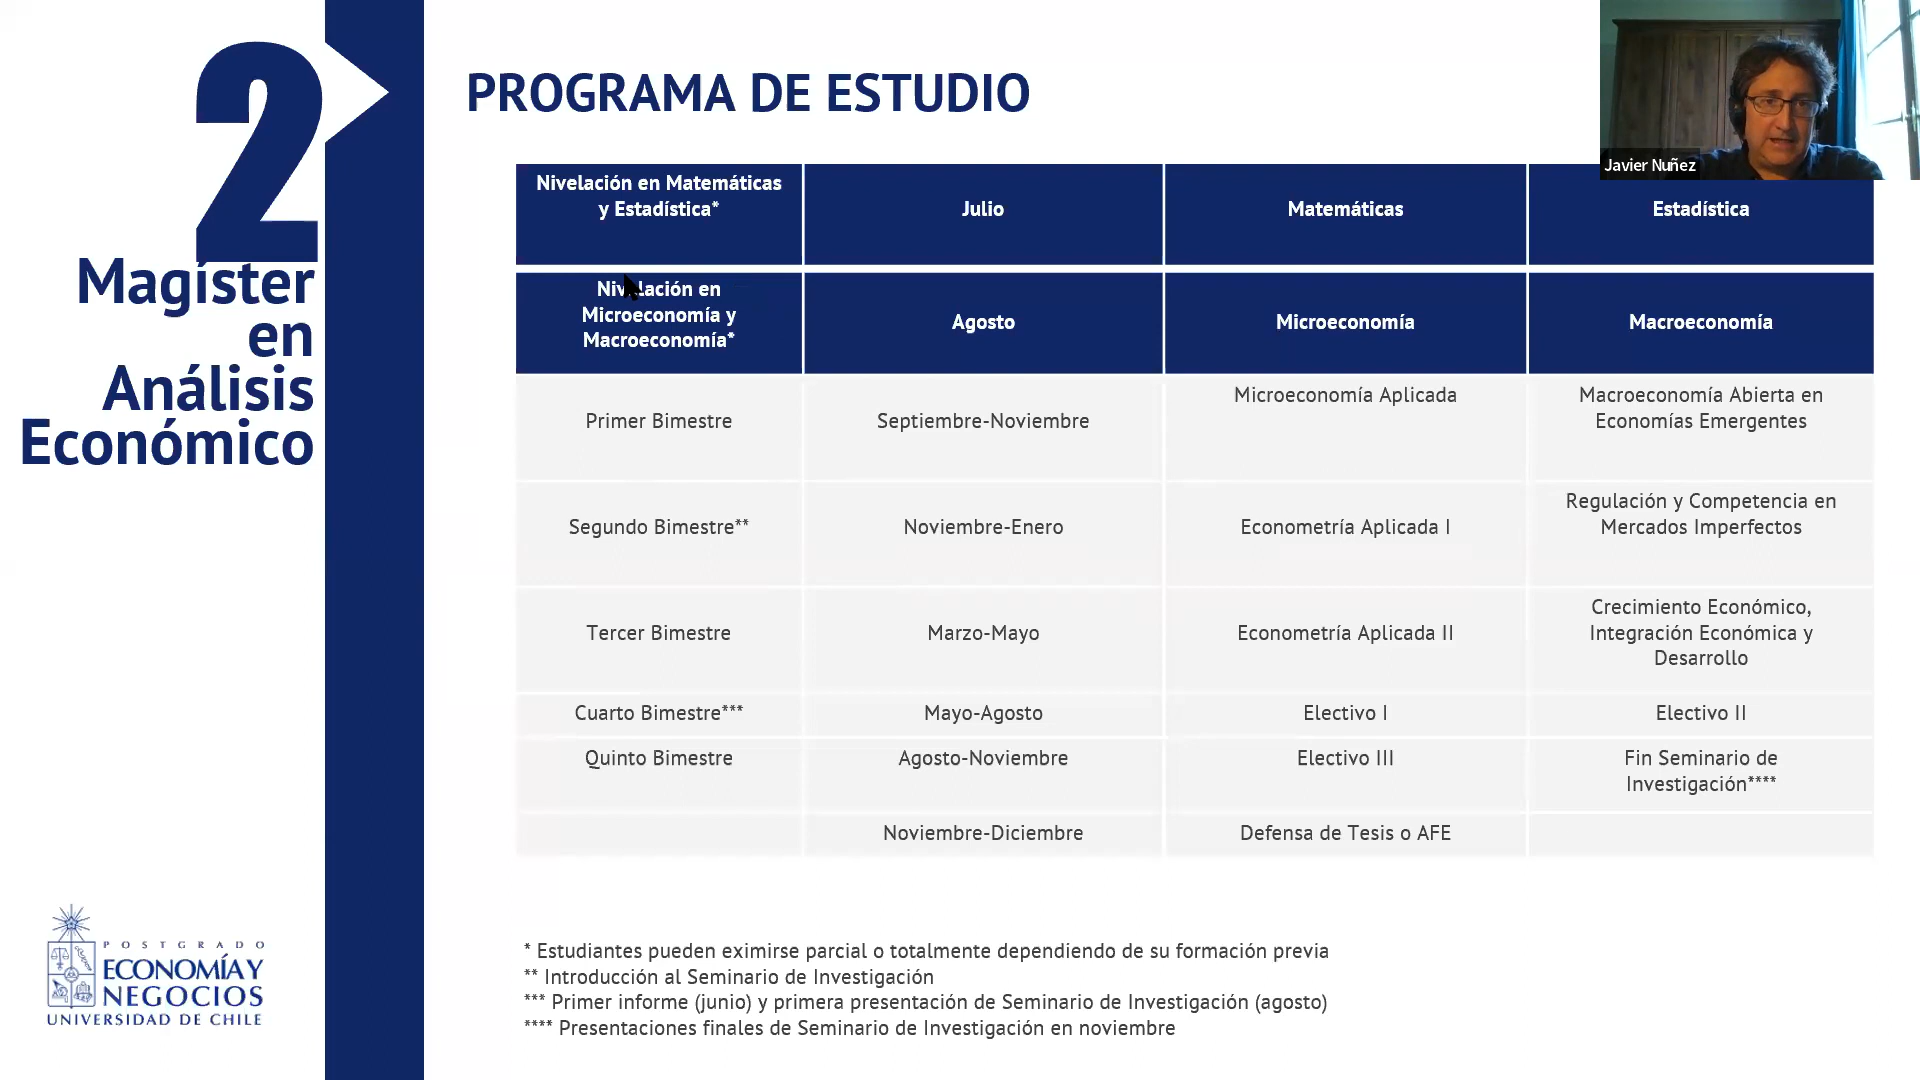 2
Magíster
en
Análisis
Económico
PROGRAMA DE ESTUDIO
Javier Nuñez
Nivelación en Matemáticas
y Estadística*
Julio
Matemáticas
Estadística
Nivelación en
Microeconomía y
Macroeconomía*
Agosto
Microeconomía
Macroeconomía
Primer Bimestre
Septiembre-Noviembre
Microeconomía Aplicada
Macroeconomía Abierta en
Economías Emergentes
Segundo Bimestre**
Noviembre-Enero
Econometría Aplicada I
Regulación y Competencia en
Mercados Imperfectos
Tercer Bimestre
Marzo-Mayo
Econometría Aplicada II
Crecimiento Económico,
Integración Económica y
Desarrollo
Cuarto Bimestre***
Mayo-Agosto
Electivo I
Electivo II
Quinto Bimestre
Agosto-Noviembre
Electivo III
Fin Seminario de
Investigación****
Noviembre-Diciembre
Defensa de Tesis o AFE
* Estudiantes pueden eximirse parcial o totalmente dependiendo de su formación previa
** Introducción al Seminario de Investigación
*** Primer informe (junio) y primera presentación de Seminario de Investigación (agosto)
**** Presentaciones finales de Seminario de Investigación en noviembre
POSTGRADO
ECONOMÍA Y
NEGOCIOS
UNIVERSIDAD DE CHILE